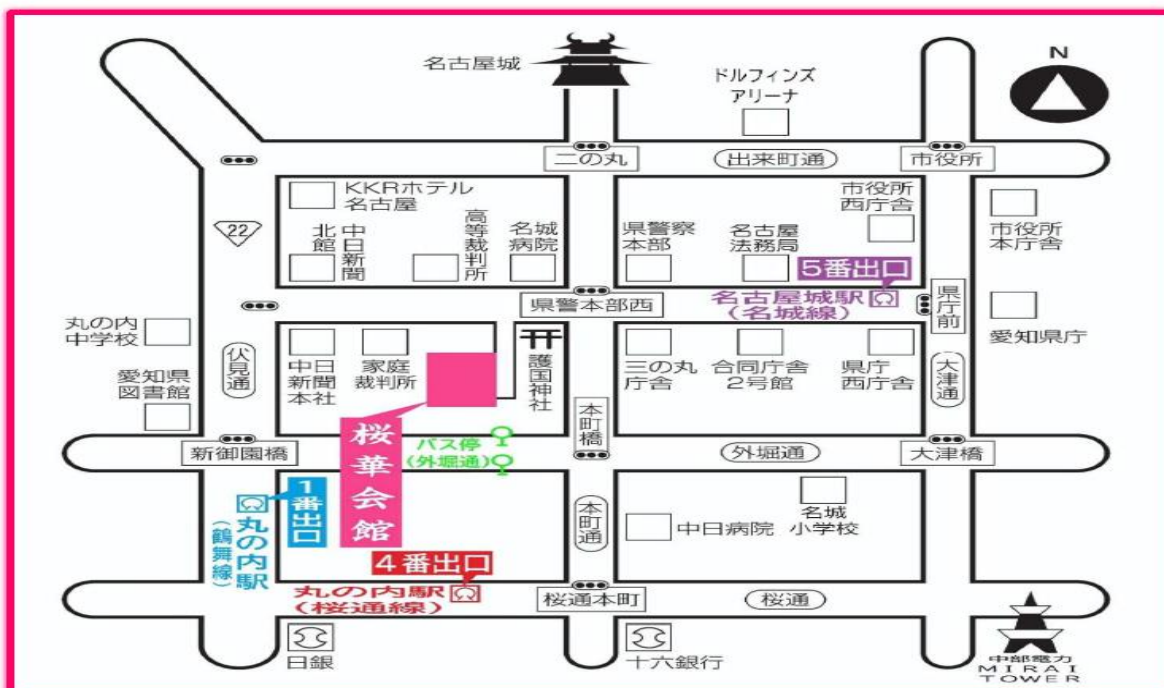 名古屋城
N
ドルフィンズ
アリーナ
二の丸
出来町通
市役所
KKRホテル
名古屋
市役所
西庁舎
22
北館
中日新聞
高等裁判所
名城
病院
県警察
本部
名古屋
法務局
市役所
本庁舎
5番出口
県警本部西
名古屋城駅
(名城線)
県庁前
愛知県庁
丸の内
中学校
伏見通
中日
新聞
本社
家庭
裁判所
護国神社
三の丸
庁舎
合同庁舎
2号館
県庁
西庁舎
大津通
愛知県
図書館
本町橋
桜華会館
バス停
(外堀通)
新御園橋
外堀通
大津橋
1番出口
丸の内駅
(鶴舞線)
本町通
中日病院
名城
小学校
4番出口
丸の内駅
(桜通線)
桜通本町
桜通
日銀
十六銀行
中部電力
MIRAI
TOWER